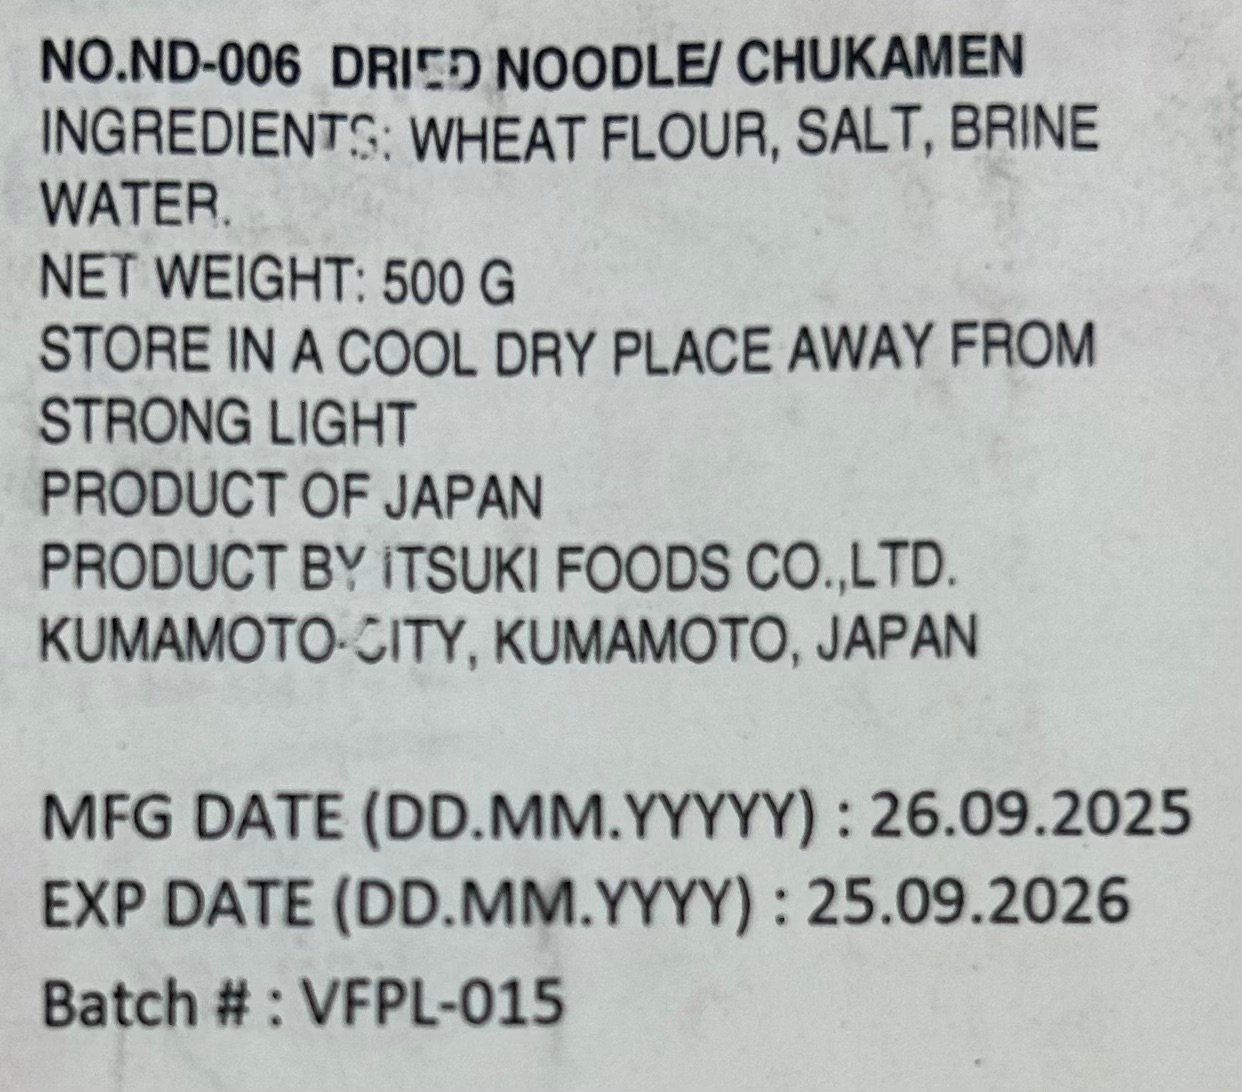 NO.ND-006 DRIED NOODLE/ CHUKAMEN
INGREDIENTS: WHEAT FLOUR, SALT, BRINE
WATER.
NET WEIGHT: 500 G
STORE IN A COOL DRY PLACE AWAY FROM
STRONG LIGHT
PRODUCT OF JAPAN
PRODUCT BY ITSUKI FOODS CO.,LTD.
KUMAMOTO-CITY, KUMAMOTO, JAPAN
MFG DATE (DD.MM.YYYYY) : 26.09.2025
EXP DATE (DD.MM.YYYY) : 25.09.2026
Batch # : VFPL-015